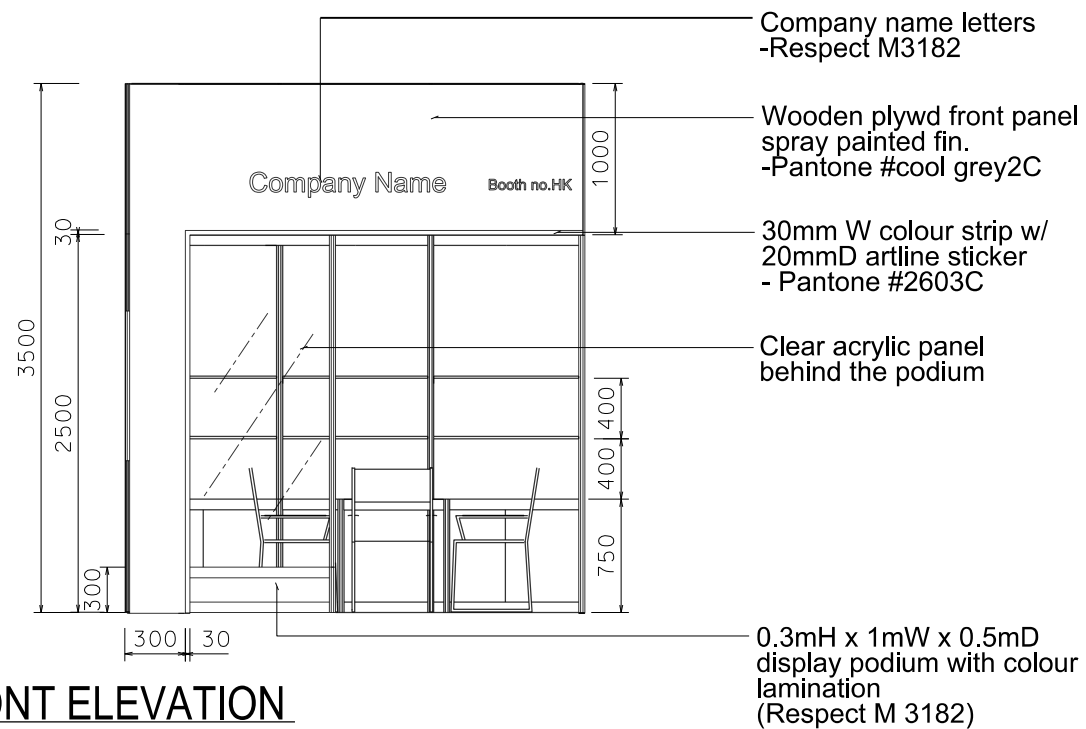 Company name letters
-Respect M3182
Wooden plywd front panel
spray painted fin.
-Pantone #cool grey2C
1000
Company Name
Booth no.HK
30
30mm W colour strip w/
20mmD artline sticker
- Pantone #2603C
3500
Clear acrylic panel
behind the podium
2500
400
400
750
300
300
30
0.3mH x 1mW x 0.5mD
display podium with colour
lamination
(Respect M 3182)
ONT ELEVATION